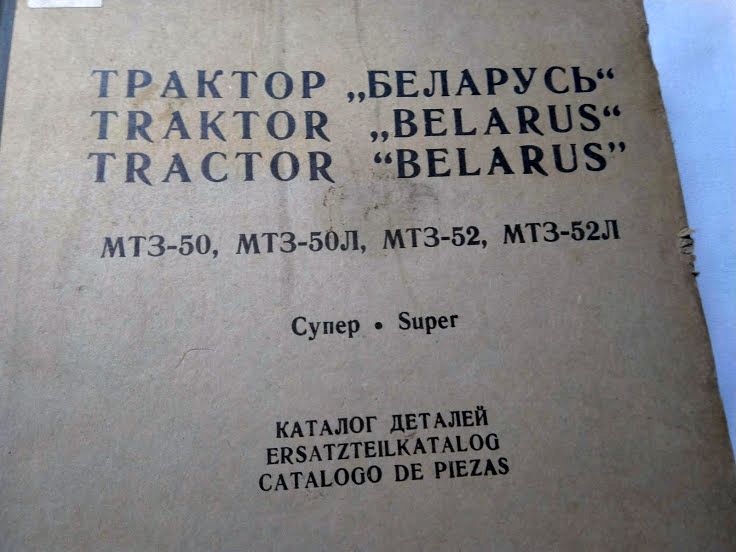 ТРАКТОР „БЕЛАРУСЬ“
TRAKTOR „BELARUS“
TRACTOR “BELARUS”
МТЗ-50, МТЗ-50Л, МТЗ-52, МТЗ-52Л
Супер • Super
КАТАЛОГ ДЕТАЛЕЙ
ERSATZTEILKATALOG
CATALOGO DE PIEZAS